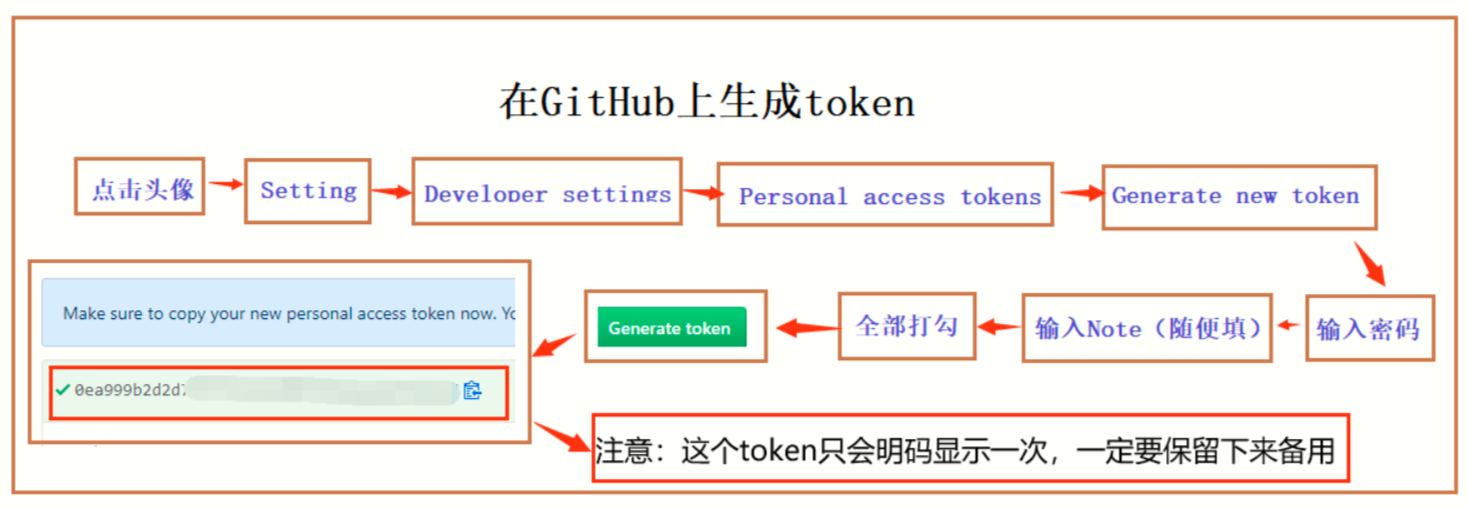 在GitHub上生成token
点击头像
Setting
Developer settings
Personal access tokens
Generate new token
输入密码
输入Note（随便填）
全部打勾
Generate token
Make sure to copy your new personal access token now.
0ea999b2d2d
注意：这个token只会明码显示一次，一定要保留下来备用